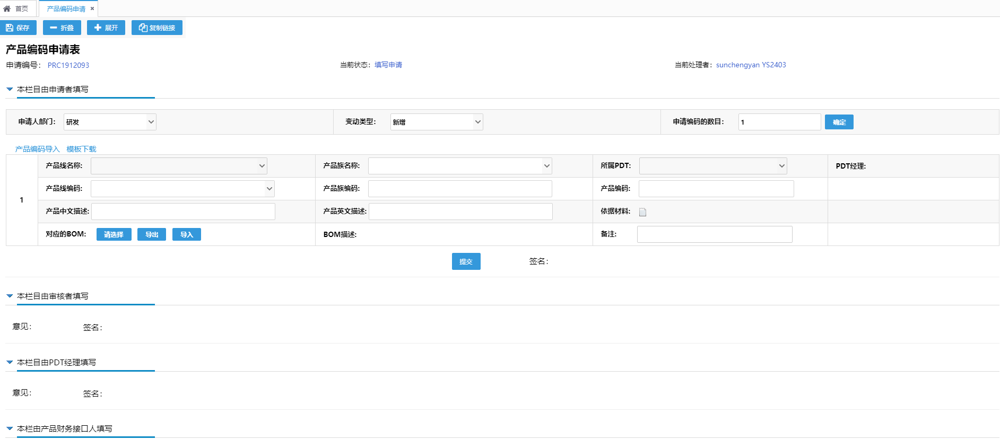 首页 产品编码申请 ×
保存 折叠 展开 复制链接
产品编码申请表
申请编号： PRC1912093 当前状态：填写申请 当前处理者：sunchengyan YS2403
本栏目由申请者填写
申请人部门： 研发 变动类型： 新增 申请编码的数目： 1 确定
产品编码导入 模板下载
产品线名称: 产品族名称: 所属PDT: PDT经理:
产品线编码: 产品族编码: 产品编码:
1
产品中文描述: 产品英文描述: 依据材料:
对应的BOM: 请选择 导出 导入 BOM描述: 备注:
提交 签名：
本栏目由审核者填写
意见： 签名：
本栏目由PDT经理填写
意见： 签名：
本栏由产品财务接口人填写